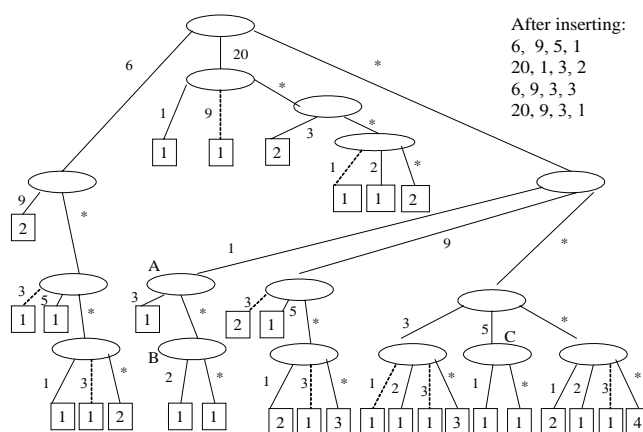 After inserting:
6, 9, 5, 1
20, 1, 3, 2
6, 9, 3, 3
20, 9, 3, 1
6 20 *
1 9 *
3 *
1 1 2
1 2 *
1 1 2
9 *
2
1 9 *
A
3 5 * 3 * 3 5 *
1 1 1 2 1
3 5 *
B C
1 3 * 2 * 1 3 * 1 2 3 * 1 * 1 2 3 *
1 1 2 1 1 2 1 3 1 1 1 3 1 1 2 1 1 4